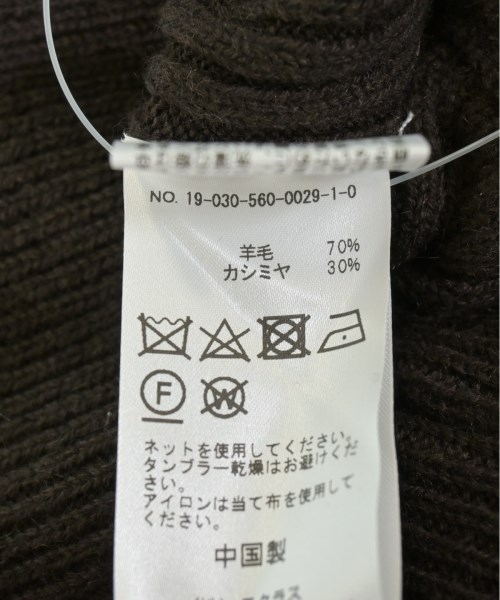 NO. 19-030-560-0029-1-0
羊毛 70%
カシミヤ 30%
F W
ネットを使用してください。
タンブラー乾燥はお避けくだ
さい。
アイロンは当て布を使用して
ください。
中国製